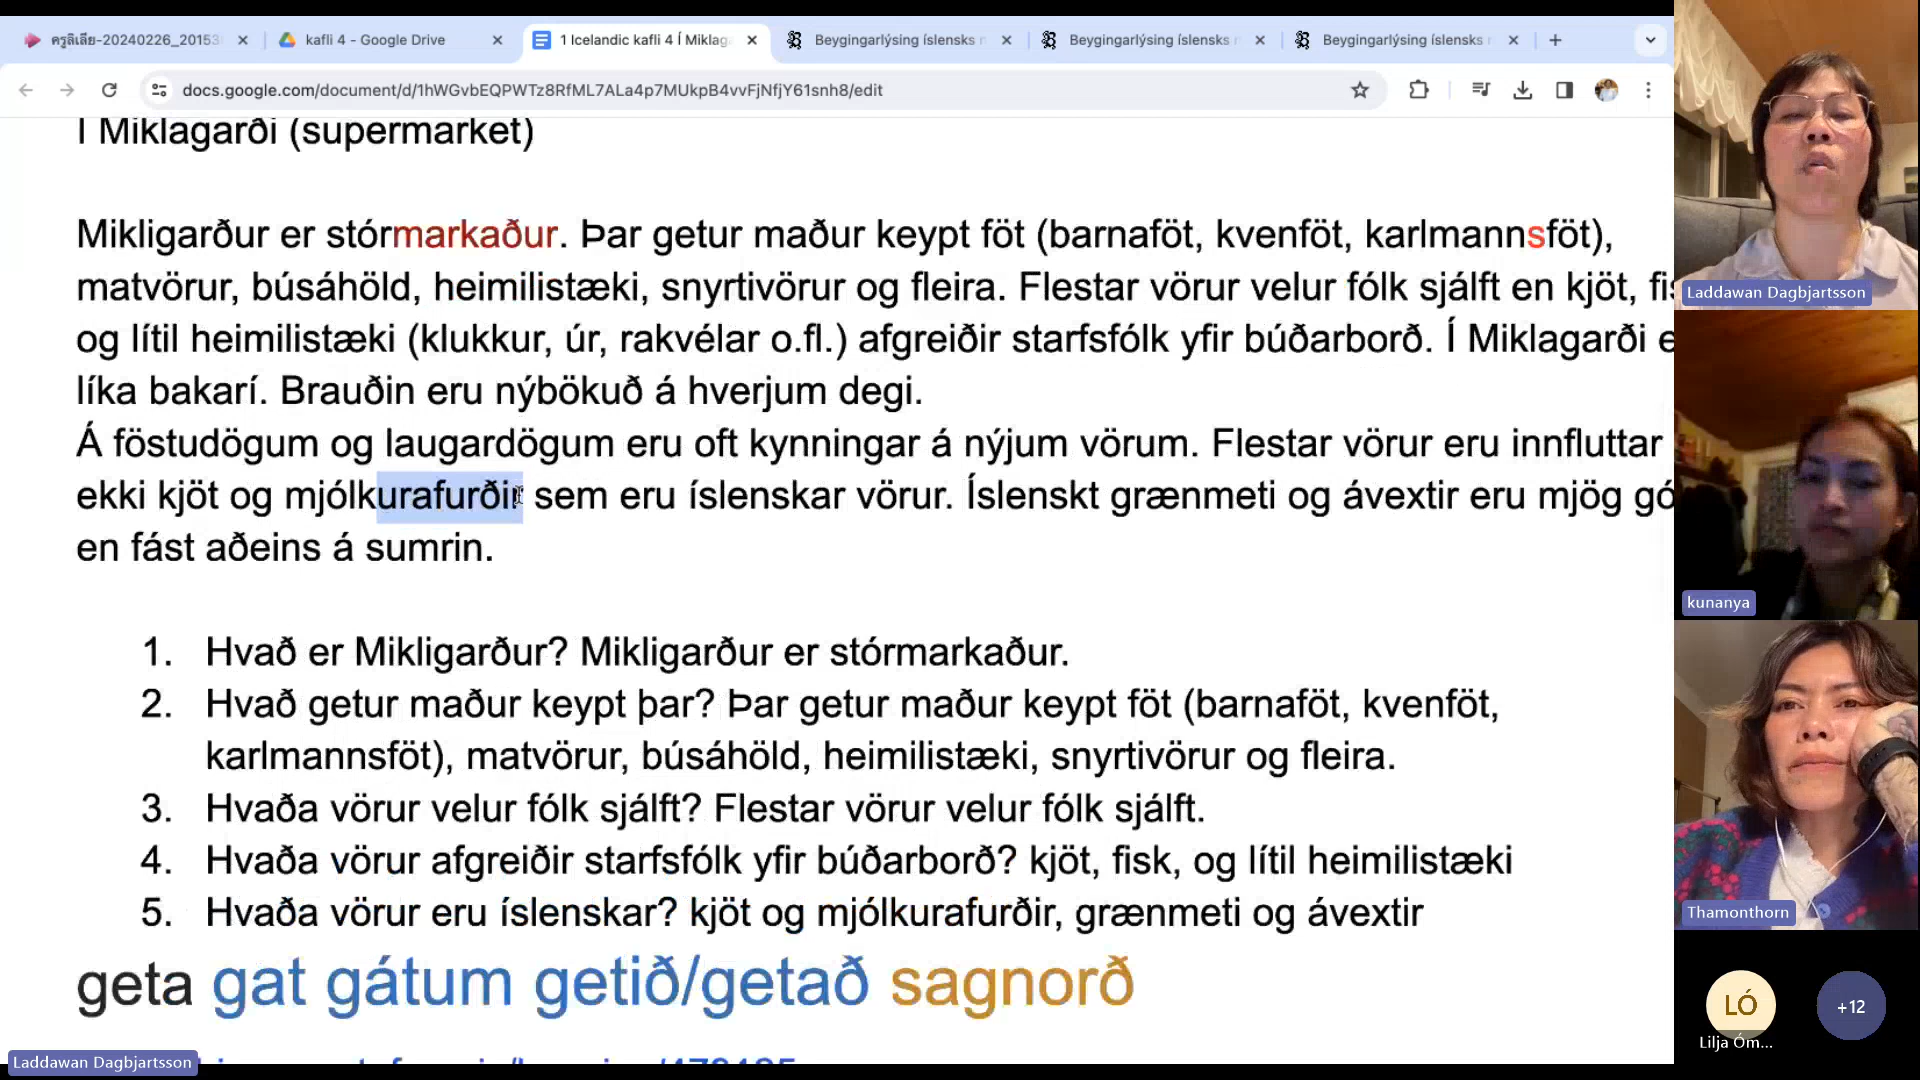 ครูลิเลีย-20240226_20153
kafli 4 - Google Drive
1 Icelandic kafli 4 Í Miklag
Beygingarlýsing íslensks n
Beygingarlýsing íslensks n
Beygingarlýsing íslensks n
docs.google.com/document/d/1hWGvbEQPWTz8RfML7ALa4p7MUkpB4vvFjNfjY61snh8/edit
Í Miklagarði (supermarket)
Mikligarður er stórmarkaður. Þar getur maður keypt föt (barnaföt, kvenföt, karlmannsföt),
matvörur, búsáhöld, heimilistæki, snyrtivörur og fleira. Flestar vörur velur fólk sjálft en kjöt, fis
og lítil heimilistæki (klukkur, úr, rakvélar o.fl.) afgreiðir starfsfólk yfir búðarborð. Í Miklagarði e
líka bakarí. Brauðin eru nýbökuð á hverjum degi.
Á föstudögum og laugardögum eru oft kynningar á nýjum vörum. Flestar vörur eru innfluttar
ekki kjöt og mjólkurafurðir sem eru íslenskar vörur. Íslenskt grænmeti og ávextir eru mjög gó
en fást aðeins á sumrin.
1. Hvað er Mikligarður? Mikligarður er stórmarkaður.
2. Hvað getur maður keypt þar? Þar getur maður keypt föt (barnaföt, kvenföt,
karlmannsföt), matvörur, búsáhöld, heimilistæki, snyrtivörur og fleira.
3. Hvaða vörur velur fólk sjálft? Flestar vörur velur fólk sjálft.
4. Hvaða vörur afgreiðir starfsfólk yfir búðarborð? kjöt, fisk, og lítil heimilistæki
5. Hvaða vörur eru íslenskar? kjöt og mjólkurafurðir, grænmeti og ávextir
geta gat gátum getið/getað sagnorð
Laddawan Dagbjartsson
Laddawan Dagbjartsson
kunanya
Thamonthorn
LÓ
Lilja Óm...
+12